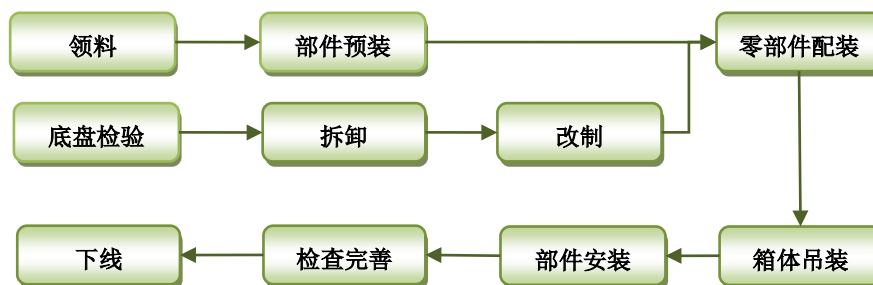 领料
部件预装
零部件配装
底盘检验
拆卸
改制
下线
检查完善
部件安装
箱体吊装